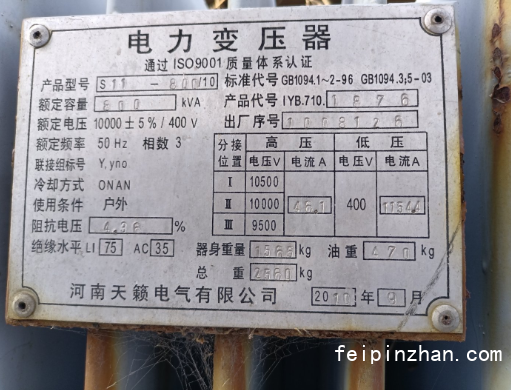 电力变压器
通过 ISO9001 质量体系认证
产品型号 S11 - 800/10 标准代号 GB1094.1~2-96 GB1094.3;5-03
额定容量 800 kVA 产品代号 IYB.710. 1876
额定电压 10000±5%/400 V 出厂序号
额定频率 50 Hz 相数 3
联接组标号 Y.yno
冷却方式 ONAN
使用条件 户外
阻抗电压 4.38 %
绝缘水平 LI 75 AC 35
分接位置 高压 低压
电压V 电流A 电压V 电流A
I 10500
II 10000 46.1 400 1154.4
III 9500
器身重量 kg 油重 kg
总重 kg
河南天籁电气有限公司 年 月
feipinzhan.com